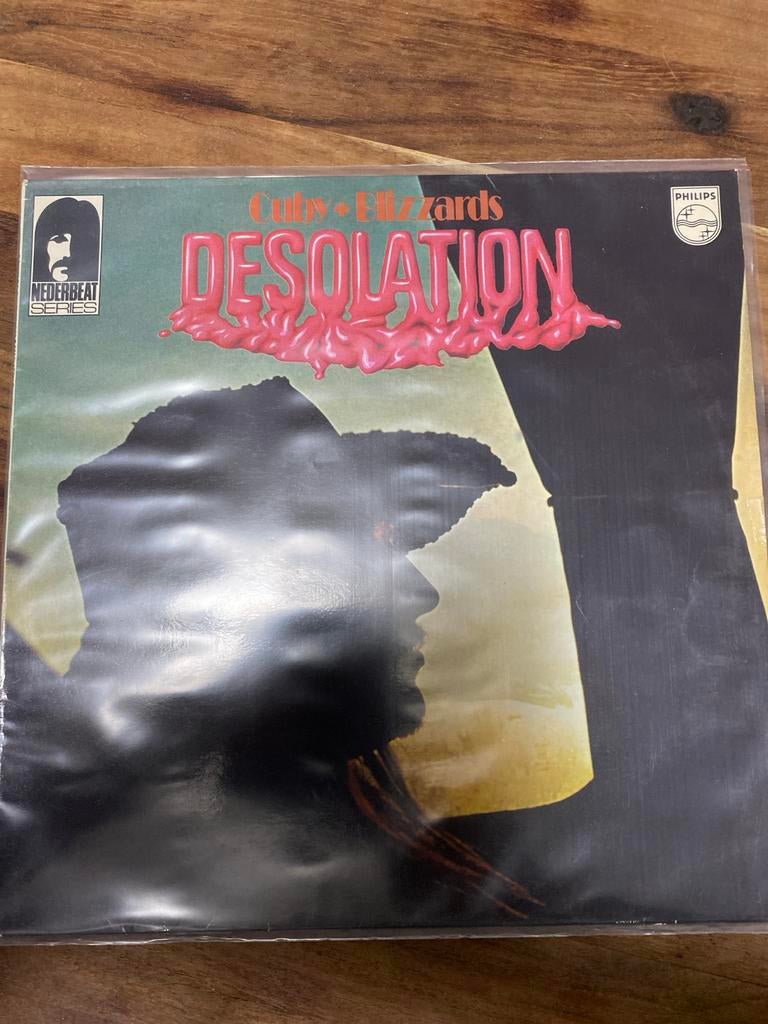 Cuby + Blizzards
DESOLATION
PHILIPS
NEDERBEAT
SERIES